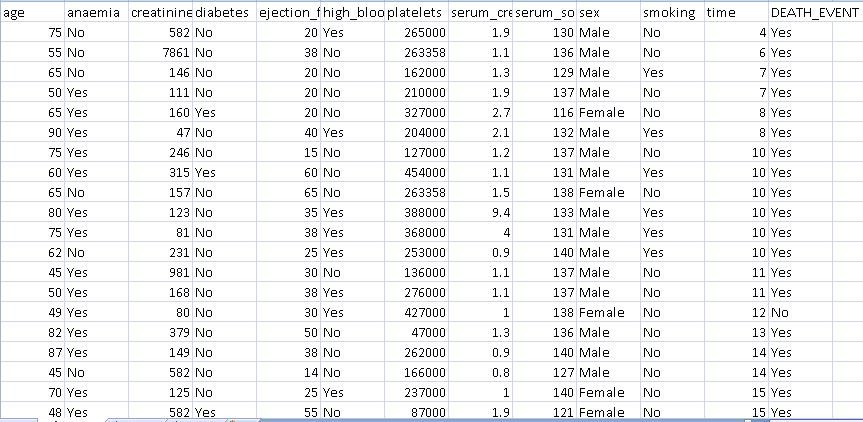 age anaemia creatinine diabetes ejection_f high_bloo platelets serum_cre serum_so sex smoking time DEATH_EVENT
75 No 582 No 20 Yes 265000 1.9 130 Male No 4 Yes
55 No 7861 No 38 No 263358 1.1 136 Male No 6 Yes
65 No 146 No 20 No 162000 1.3 129 Male Yes 7 Yes
50 Yes 111 No 20 No 210000 1.9 137 Male No 7 Yes
65 Yes 160 Yes 20 No 327000 2.7 116 Female No 8 Yes
90 Yes 47 No 40 Yes 204000 2.1 132 Male Yes 8 Yes
75 Yes 246 No 15 No 127000 1.2 137 Male No 10 Yes
60 Yes 315 Yes 60 No 454000 1.1 131 Male Yes 10 Yes
65 No 157 No 65 No 263358 1.5 138 Female No 10 Yes
80 Yes 123 No 35 Yes 388000 9.4 133 Male Yes 10 Yes
75 Yes 81 No 38 Yes 368000 4 131 Male Yes 10 Yes
62 No 231 No 25 Yes 253000 0.9 140 Male Yes 10 Yes
45 Yes 981 No 30 No 136000 1.1 137 Male No 11 Yes
50 Yes 168 No 38 Yes 276000 1.1 137 Male No 11 Yes
49 Yes 80 No 30 Yes 427000 1 138 Female No 12 No
82 Yes 379 No 50 No 47000 1.3 136 Male No 13 Yes
87 Yes 149 No 38 No 262000 0.9 140 Male No 14 Yes
45 No 582 No 14 No 166000 0.8 127 Male No 14 Yes
70 Yes 125 No 25 Yes 237000 1 140 Female No 15 Yes
48 Yes 582 Yes 55 No 87000 1.9 121 Female No 15 Yes